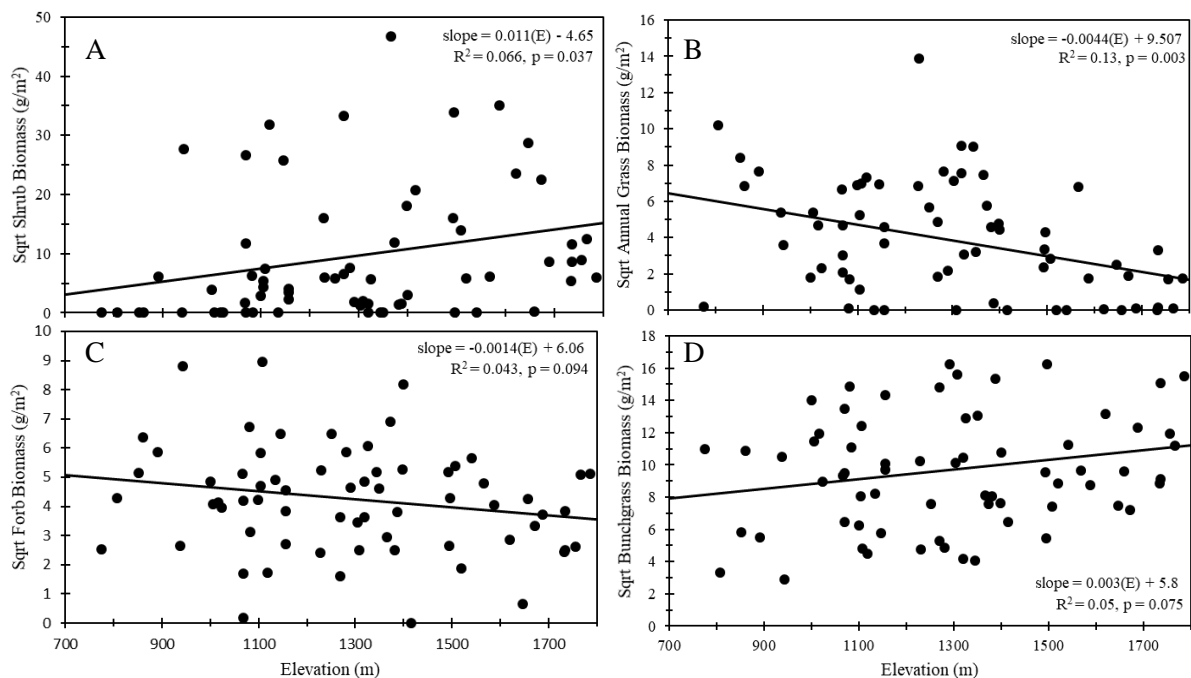 A
slope = 0.011(E) - 4.65
R² = 0.066, p = 0.037
Sqrt Shrub Biomass (g/m²)
50
40
30
20
10
0
B
slope = -0.0044(E) + 9.507
R² = 0.13, p = 0.003
Sqrt Annual Grass Biomass (g/m²)
16
14
12
10
8
6
4
2
0
C
slope = -0.0014(E) + 6.06
R² = 0.043, p = 0.094
Sqrt Forb Biomass (g/m²)
10
9
8
7
6
5
4
3
2
1
0
700 900 1100 1300 1500 1700
Elevation (m)
D
slope = 0.003(E) + 5.8
R² = 0.05, p = 0.075
Sqrt Bunchgrass Biomass (g/m²)
18
16
14
12
10
8
6
4
2
0
700 900 1100 1300 1500 1700
Elevation (m)